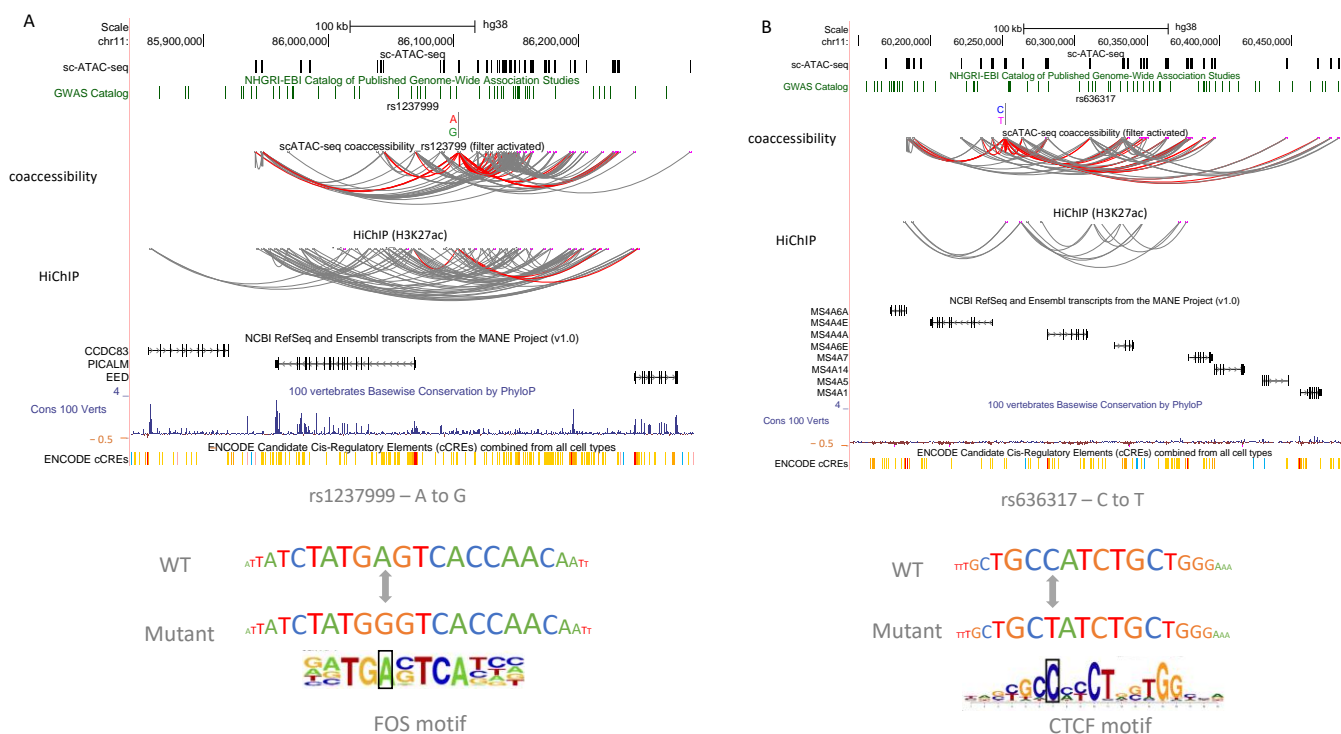 A
Scale
100 kb
hg38
chr11:
85,900,000
86,000,000
86,100,000
86,200,000
sc-ATAC-seq
sc-ATAC-seq
NHGRI-EBI Catalog of Published Genome-Wide Association Studies
GWAS Catalog
rs1237999
A
G
scATAC-seq coaccessibility_rs123799 (filter activated)
coaccessibility
HiChIP (H3K27ac)
HiChIP
NCBI RefSeq and Ensembl transcripts from the MANE Project (v1.0)
CCDC83
PICALM
EED
4
100 vertebrates Basewise Conservation by PhyloP
Cons 100 Verts
– 0.5
ENCODE Candidate Cis-Regulatory Elements (cCREs) combined from all cell types
ENCODE cCREs
rs1237999 – A to G
WT
ATTATCTATGAGTCACCAACAATT
Mutant
ATTATCTATGGGTCACCAACAATT
FOS motif
B
Scale
100 kb
hg38
chr11:
60,200,000
60,250,000
60,300,000
60,350,000
60,400,000
60,450,000
sc-ATAC-seq
sc-ATAC-seq
NHGRI-EBI Catalog of Published Genome-Wide Association Studies
GWAS Catalog
rs636317
C
T
scATAC-seq coaccessibility (filter activated)
coaccessibility
HiChIP (H3K27ac)
HiChIP
NCBI RefSeq and Ensembl transcripts from the MANE Project (v1.0)
MS4A6A
MS4A4E
MS4A4A
MS4A6E
MS4A7
MS4A14
MS4A5
MS4A1
4
100 vertebrates Basewise Conservation by PhyloP
Cons 100 Verts
– 0.5
ENCODE Candidate Cis-Regulatory Elements (cCREs) combined from all cell types
ENCODE cCREs
rs636317 – C to T
WT
TTTGCTGCCATCTGCTGGGAAA
Mutant
TTTGCTGCTATCTGCTGGGAAA
CTCF motif